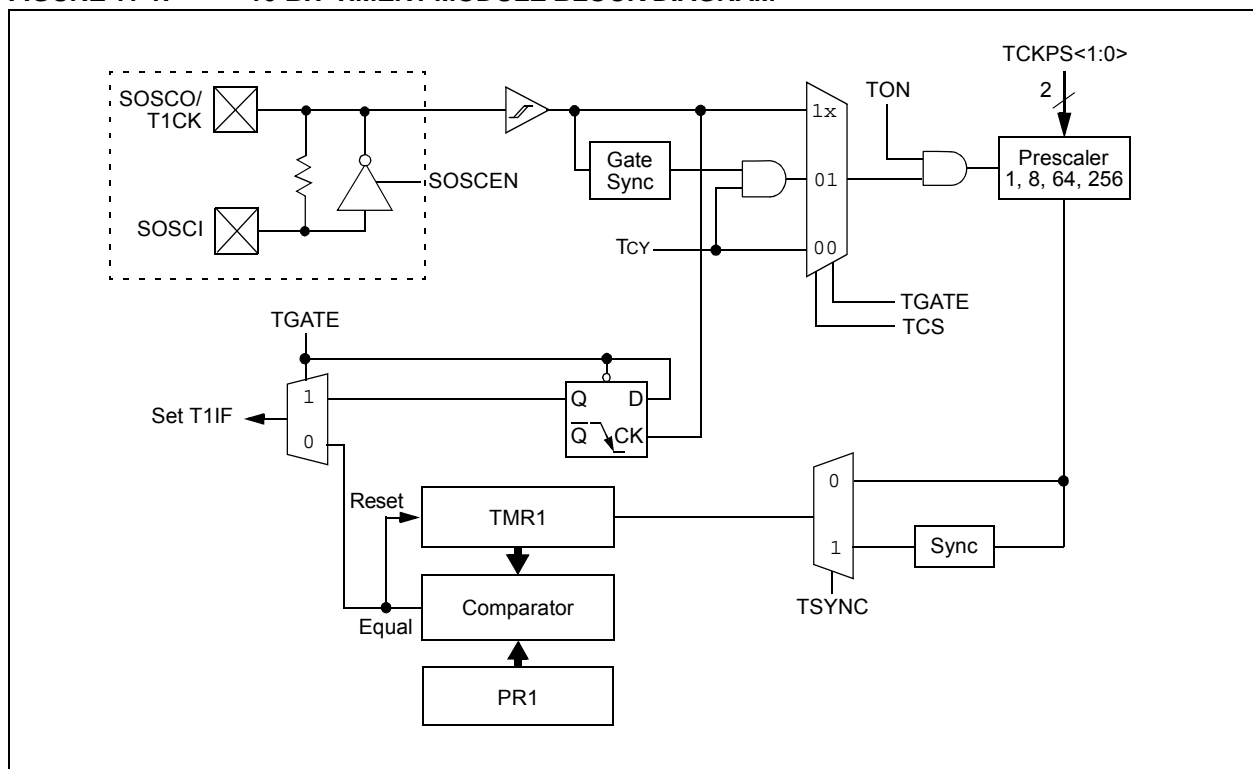 TCKPS<1:0>
2
SOSCO/
T1CK
TON
1x
Gate
Sync
Prescaler
1, 8, 64, 256
SOSCEN
01
SOSCI
TCY
00
TGATE
TCS
TGATE
1
Q
D
Set T1IF
0
Q
CK
Reset
TMR1
0
1
Sync
Comparator
TSYNC
Equal
PR1